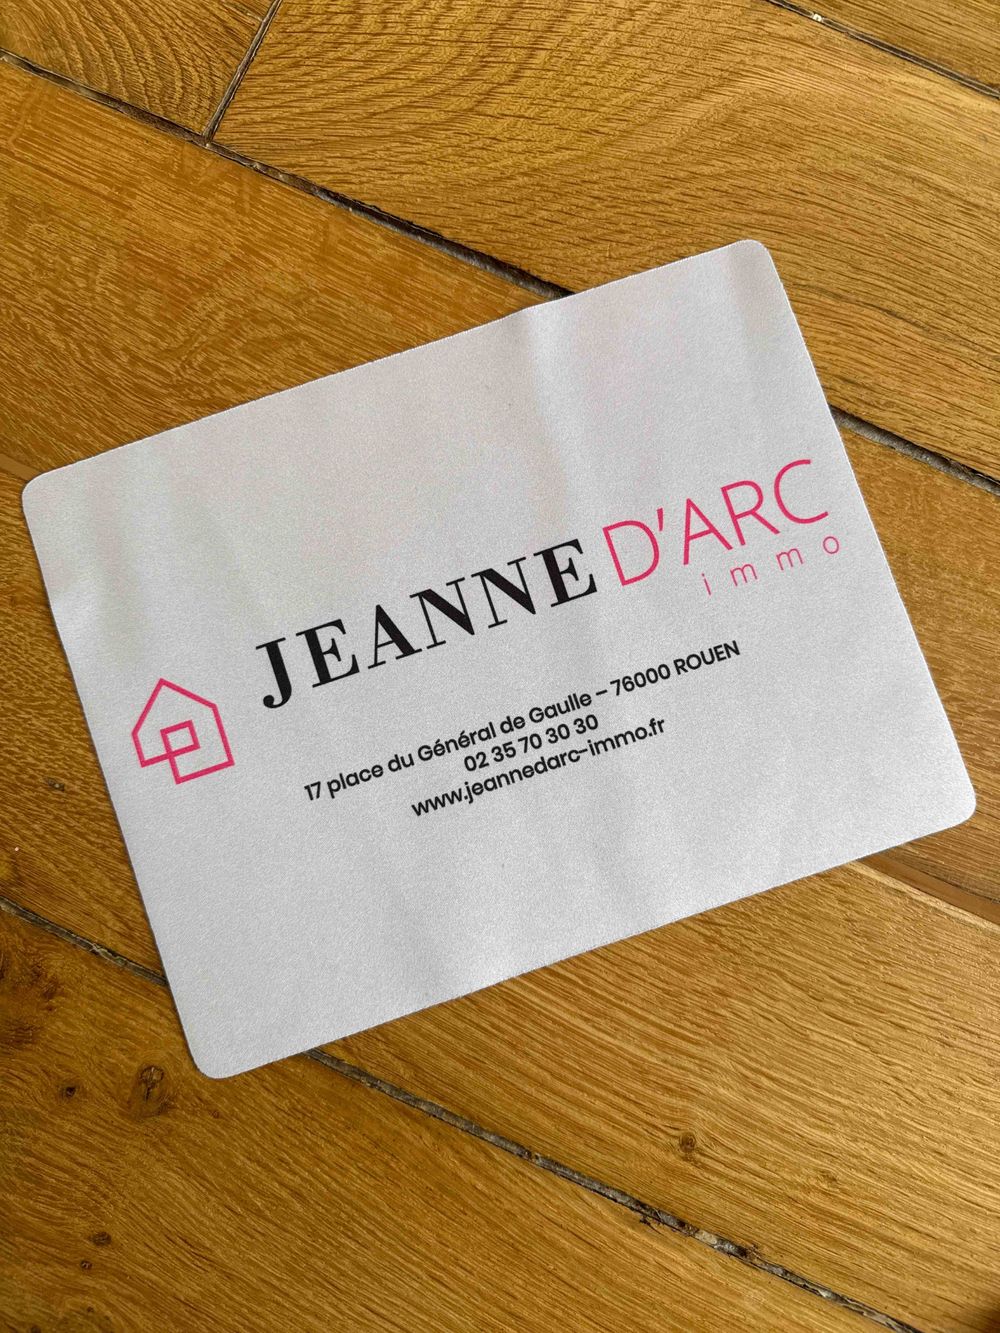 JEANNE D'ARC
immo
17 place du Général de Gaulle – 76000 ROUEN
02 35 70 30 30
www.jeannedarc-immo.fr